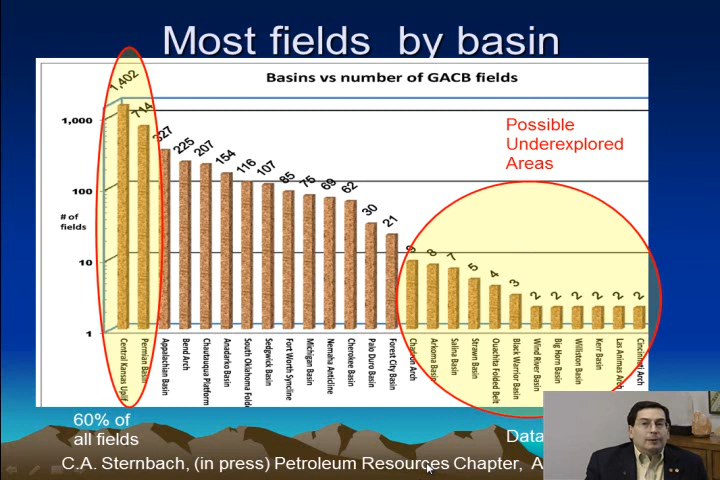 Most fields by basin
Basins vs number of GACB fields
Possible
Underexplored
Areas
# of
fields
1,000
100
10
1
1,402
714
327
225
207
154
116
107
85
75
69
62
30
21
8
7
5
4
3
2
2
2
2
2
2
Central Kansas Uplift
Permian Basin
Appalachian Basin
Bend Arch
Chautauqua Platform
Anadarko Basin
South Oklahoma Fold
Sedgwick Basin
Fort Worth Syncline
Michigan Basin
Nemaha Anticline
Cherokee Basin
Palo Duro Basin
Forest City Basin
Chadron Arch
Arkoma Basin
Salina Basin
Strawn Basin
Ouachita Folded Belt
Black Warrior Basin
Wind River Basin
Big Horn Basin
Williston Basin
Kerr Basin
Las Animas Arch
Cincinnati Arch
60% of
all fields
Data
C.A. Sternbach, (in press) Petroleum Resources Chapter, A